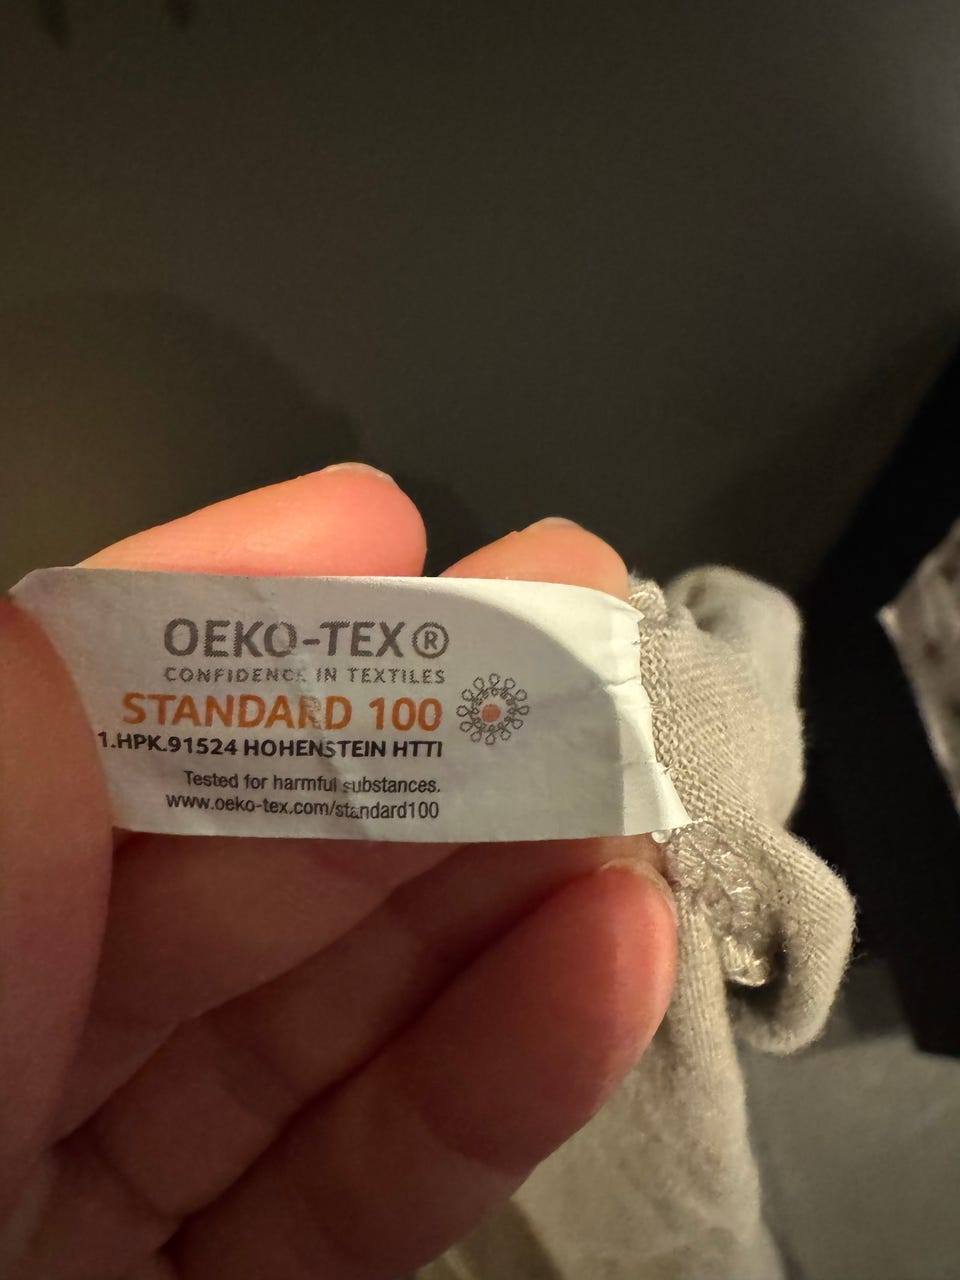 OEKO-TEX®
CONFIDENCE IN TEXTILES
STANDARD 100
1.HPK.91524 HOHENSTEIN HTTI
Tested for harmful substances.
www.oeko-tex.com/standard100